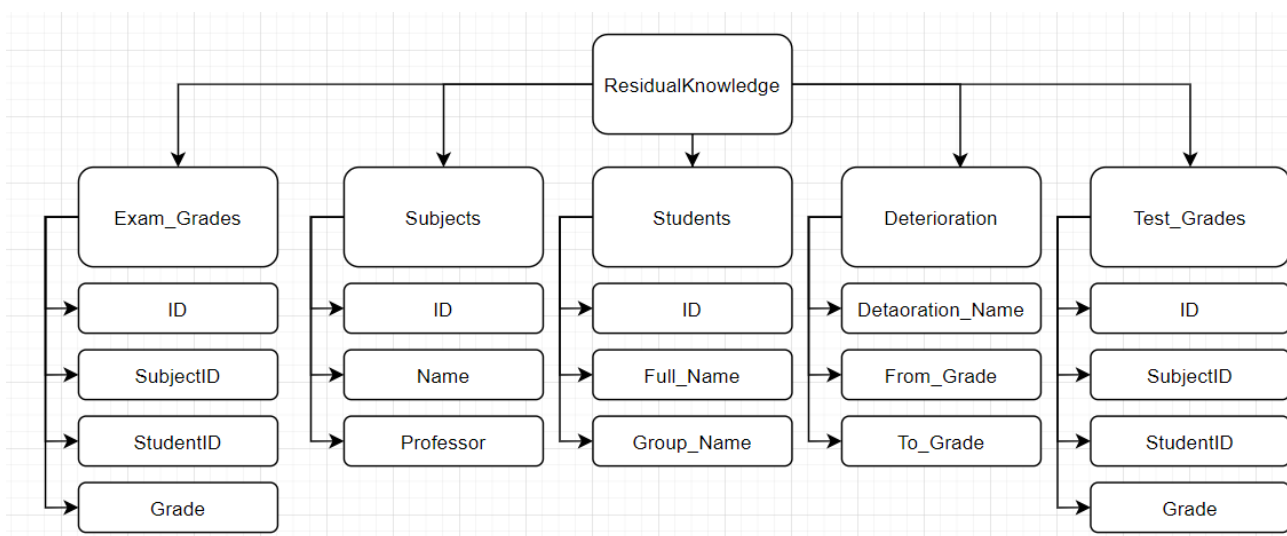 ResidualKnowledge
Exam_Grades
Subjects
Students
Deterioration
Test_Grades
ID
ID
ID
Detaoration_Name
ID
SubjectID
Name
Full_Name
From_Grade
SubjectID
StudentID
Professor
Group_Name
To_Grade
StudentID
Grade
Grade